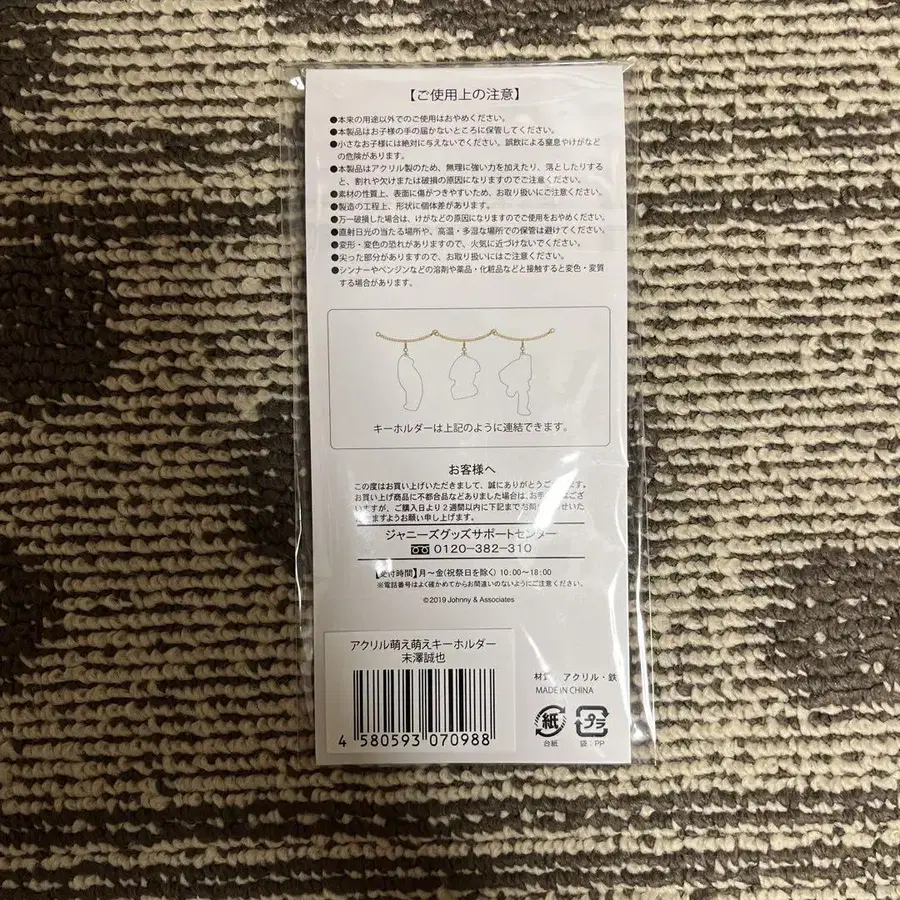 【ご使用上の注意】
●本来の用途以外でのご使用はおやめください。
●本製品はお子様の手の届かないところに保管してください。
●小さなお子様には絶対に与えないでください。誤飲による窒息やけがなど
の危険があります。
●本製品はアクリル製のため、無理に強い力を加えたり、落としたりする
と、割れや欠けまたは破損の原因になりますのでご注意ください。
●素材の性質上、表面に傷がつきやすいため、お取り扱いにご注意ください。
●製造の工程上、形状に個体差があります。
●万一破損した場合は、けがなどの原因になりますのでご使用をおやめください。
●直射日光の当たる場所や、高温・多湿な場所での保管は避けてください。
●変形・変色の恐れがありますので、火気に近づけないでください。
●尖った部分がありますので、お取り扱いにはご注意ください。
●シンナーやベンジンなどの溶剤や薬品・化粧品などと接触すると変色・変質
する場合があります。
キーホルダーは上記のように連結できます。
お客様へ
この度はお買い上げいただきまして、誠にありがとうご
います。
お買い上げ商品に不都合品などありました場合は、お手
はござ
いますが、ご購入日より2週間以内に下記までお問
せいた
ますようお願い申し上げます。
ジャニーズグッズサポートセンター
0120-382-310
【受付時間】月～金(祝祭日を除く) 10:00～18:00
※電話番号はよく確かめてからお間違いのないようにご注意ください。
©2019 Johnny & Associates
アクリル萌え萌えキーホルダー
末澤誠也
4 580593 070988
材 アクリル・鉄
MADE IN CHINA
紙 プラ
台紙 袋:PP